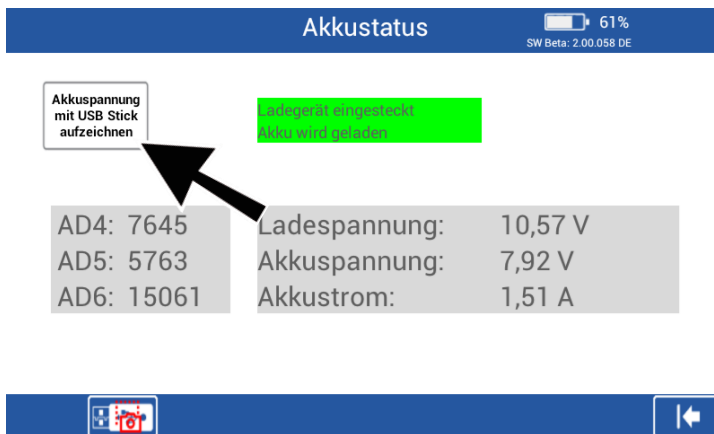 Akkustatus
61%
SW Beta: 2.00.058 DE
Akkuspannung
mit USB Stick
aufzeichnen
Ladegerät eingesteckt
Akku wird geladen
AD4: 7645
AD5: 5763
AD6: 15061
Ladespannung: 10,57 V
Akkuspannung: 7,92 V
Akkustrom: 1,51 A